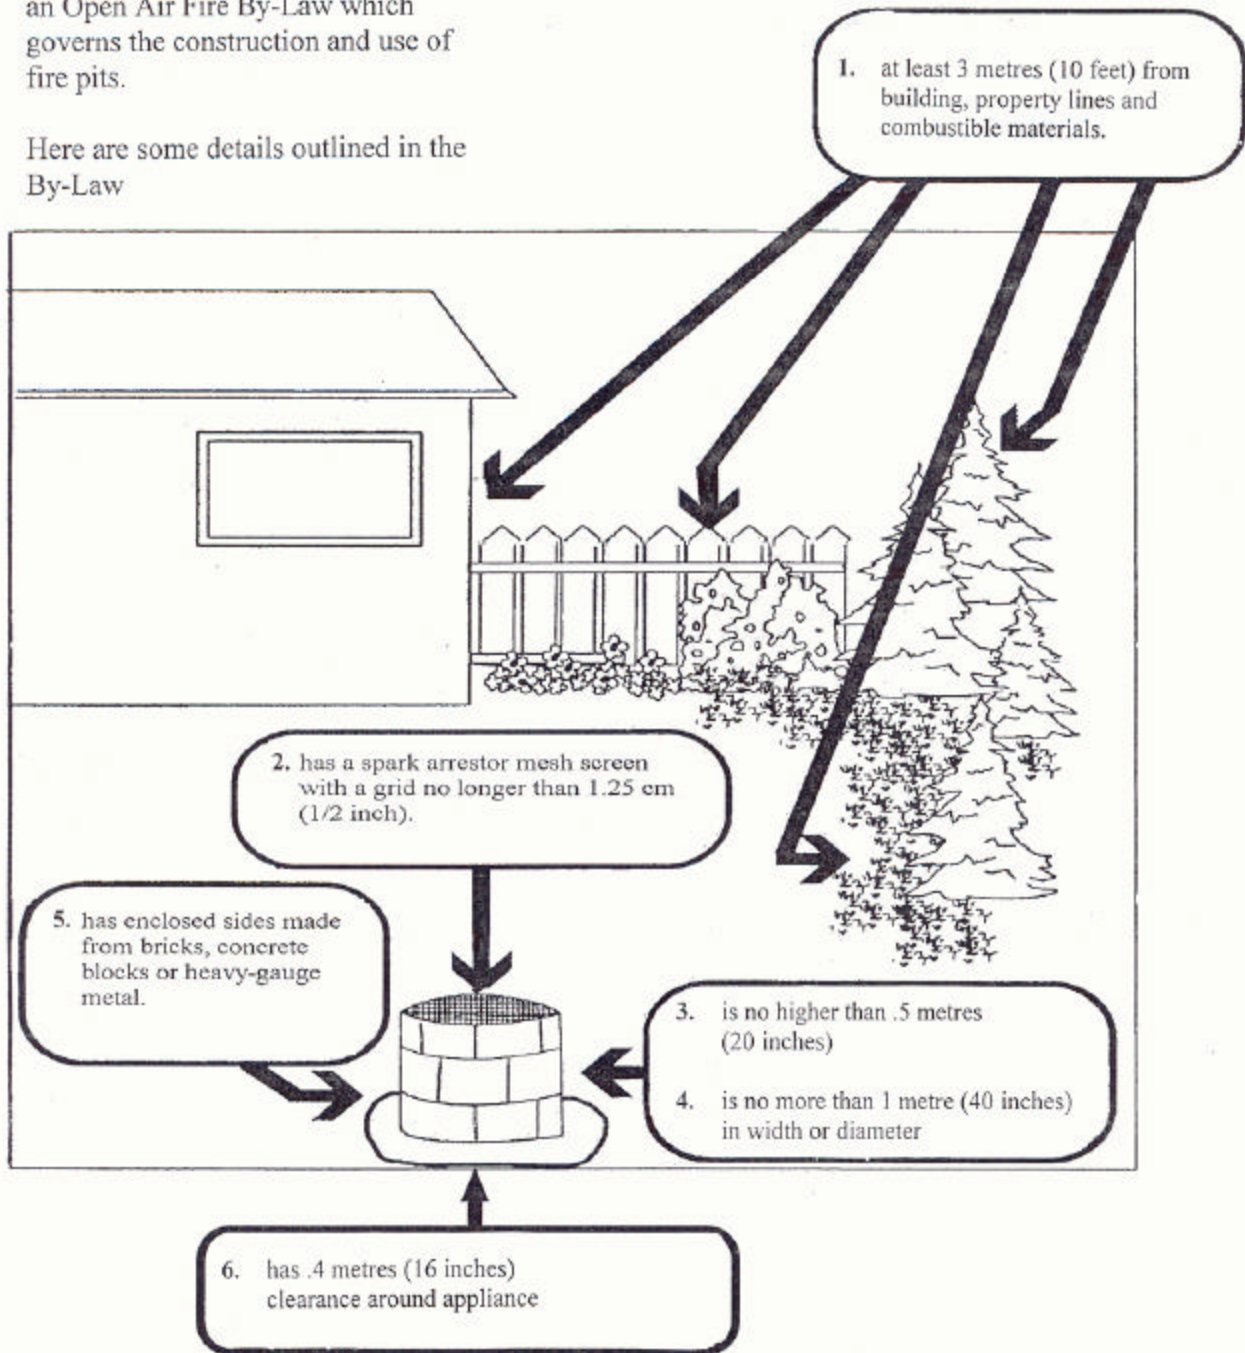 an Open Air Fire By-Law which
governs the construction and use of
fire pits.
Here are some details outlined in the
By-Law
1. at least 3 metres (10 feet) from
building, property lines and
combustible materials.
2. has a spark arrestor mesh screen
with a grid no longer than 1.25 cm
(1/2 inch).
5. has enclosed sides made
from bricks, concrete
blocks or heavy-gauge
metal.
3. is no higher than .5 metres
(20 inches)
4. is no more than 1 metre (40 inches)
in width or diameter
6. has .4 metres (16 inches)
clearance around appliance